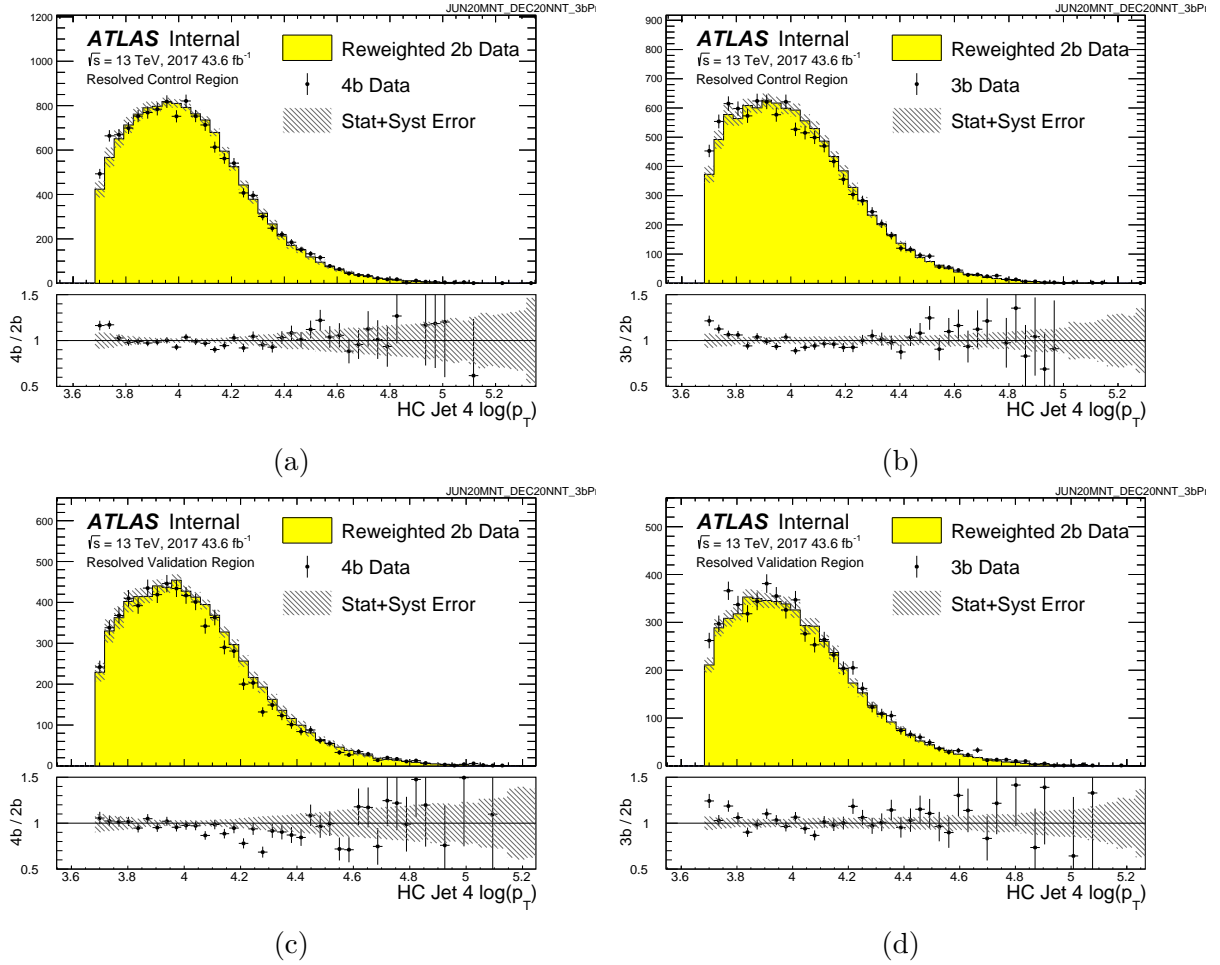 JUN20MNT_DEC20NNT_3bP
ATLAS Internal
√s = 13 TeV, 2017 43.6 fb-1
Resolved Control Region
Reweighted 2b Data
4b Data
Stat+Syst Error
1200
1000
800
600
400
200
0
4b / 2b
1.5
1
0.5
3.6 3.8 4 4.2 4.4 4.6 4.8 5 5.2
HC Jet 4 log(pT)
(a)
JUN20MNT_DEC20NNT_3bP
ATLAS Internal
√s = 13 TeV, 2017 43.6 fb-1
Resolved Control Region
Reweighted 2b Data
3b Data
Stat+Syst Error
900
800
700
600
500
400
300
200
100
0
3b / 2b
1.5
1
0.5
3.6 3.8 4 4.2 4.4 4.6 4.8 5 5.2
HC Jet 4 log(pT)
(b)
JUN20MNT_DEC20NNT_3bP
ATLAS Internal
√s = 13 TeV, 2017 43.6 fb-1
Resolved Validation Region
Reweighted 2b Data
4b Data
Stat+Syst Error
600
500
400
300
200
100
0
4b / 2b
1.5
1
0.5
3.6 3.8 4 4.2 4.4 4.6 4.8 5 5.2
HC Jet 4 log(pT)
(c)
JUN20MNT_DEC20NNT_3bP
ATLAS Internal
√s = 13 TeV, 2017 43.6 fb-1
Resolved Validation Region
Reweighted 2b Data
3b Data
Stat+Syst Error
500
400
300
200
100
0
3b / 2b
1.5
1
0.5
3.6 3.8 4 4.2 4.4 4.6 4.8 5 5.2
HC Jet 4 log(pT)
(d)